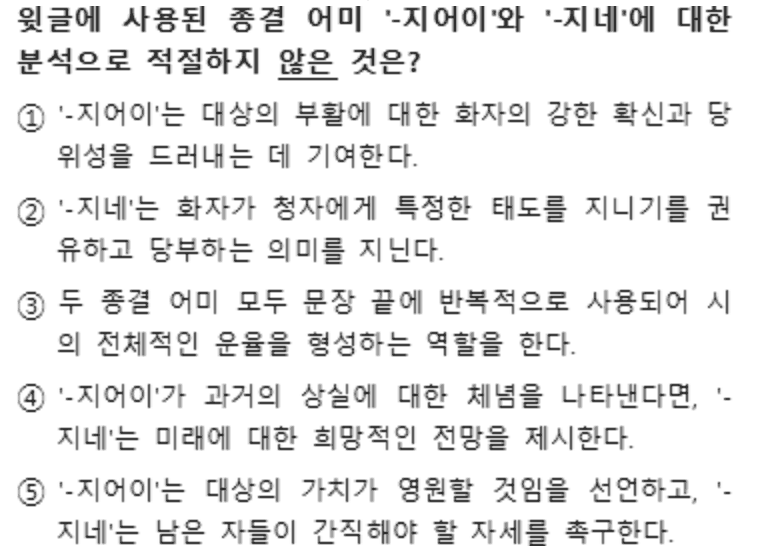 윗글에 사용된 종결 어미 '-지어이'와 '-지네'에 대한
분석으로 적절하지 않은 것은?
① '-지어이'는 대상의 부활에 대한 화자의 강한 확신과 당
위성을 드러내는 데 기여한다.
② '-지네'는 화자가 청자에게 특정한 태도를 지니기를 권
유하고 당부하는 의미를 지닌다.
③ 두 종결 어미 모두 문장 끝에 반복적으로 사용되어 시
의 전체적인 운율을 형성하는 역할을 한다.
④ '-지어이'가 과거의 상실에 대한 체념을 나타낸다면, '-
지네'는 미래에 대한 희망적인 전망을 제시한다.
⑤ '-지어이'는 대상의 가치가 영원할 것임을 선언하고, '-
지네'는 남은 자들이 간직해야 할 자세를 촉구한다.